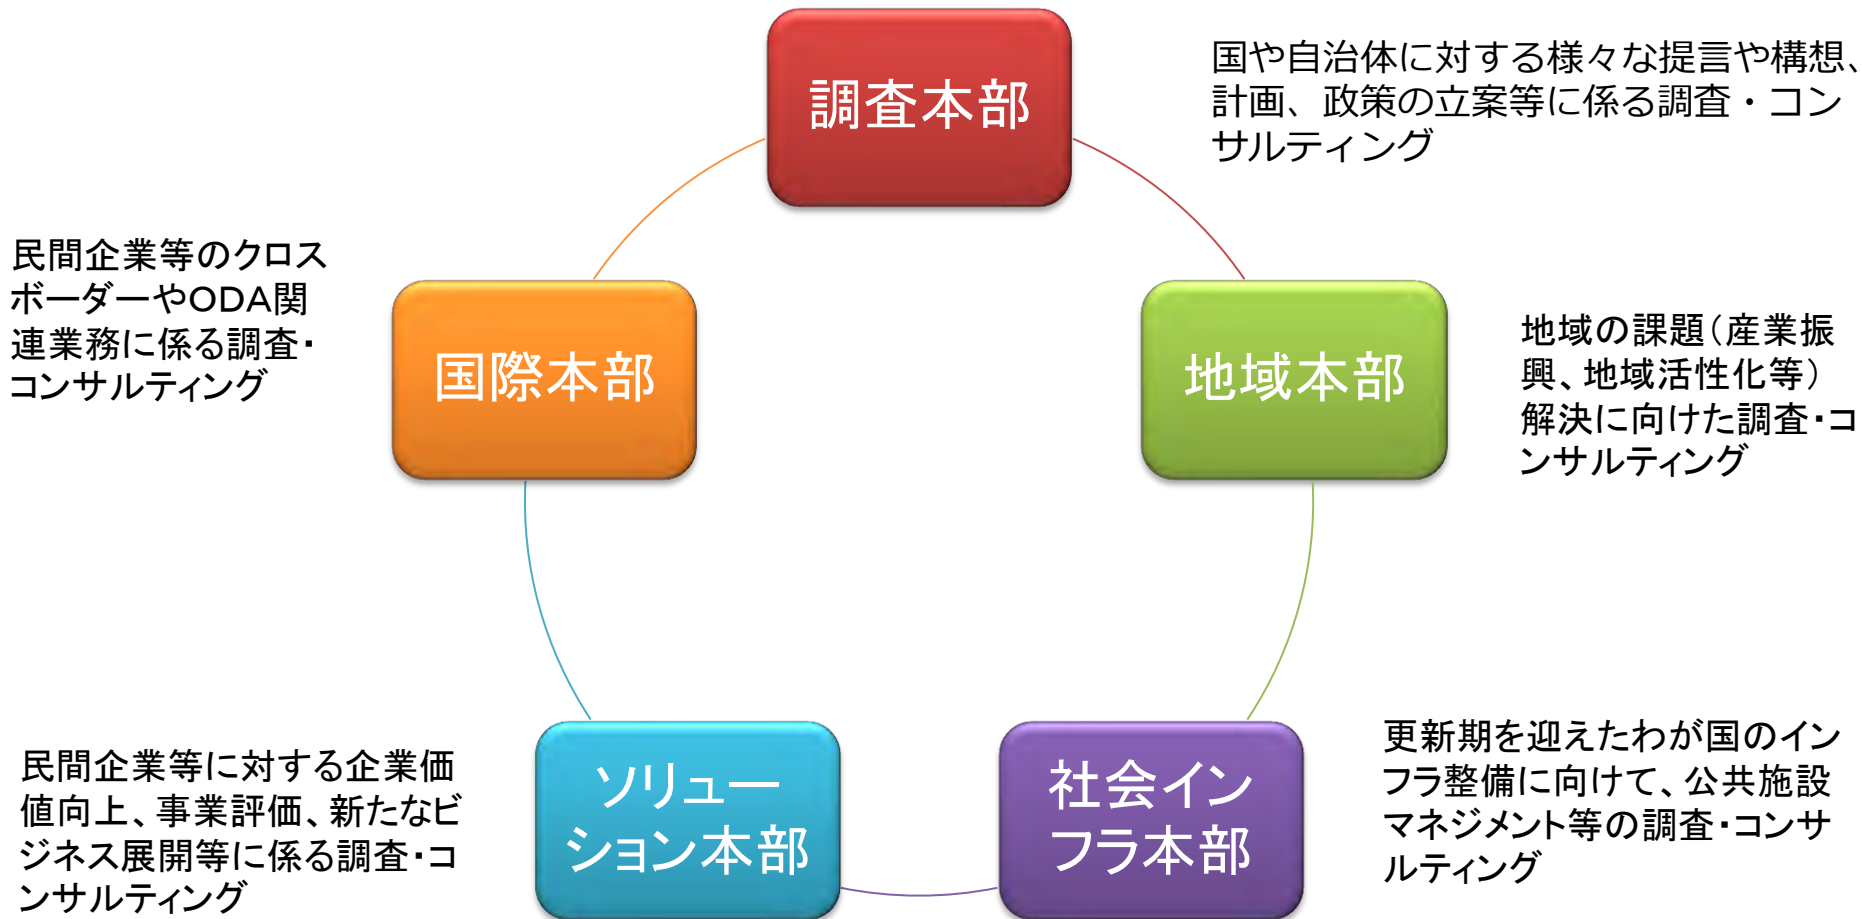 調査本部
国や自治体に対する様々な提言や構想、
計画、政策の立案等に係る調査・コン
サルティング
地域本部
地域の課題（産業振
興、地域活性化等）
解決に向けた調査・コ
ンサルティング
社会イン
フラ本部
更新期を迎えたわが国のイン
フラ整備に向けて、公共施設
マネジメント等の調査・コンサ
ルティング
ソリュー
ション本部
民間企業等に対する企業価
値向上、事業評価、新たなビ
ジネス展開等に係る調査・コ
ンサルティング
国際本部
民間企業等のクロス
ボーダーやODA関
連業務に係る調査・
コンサルティング